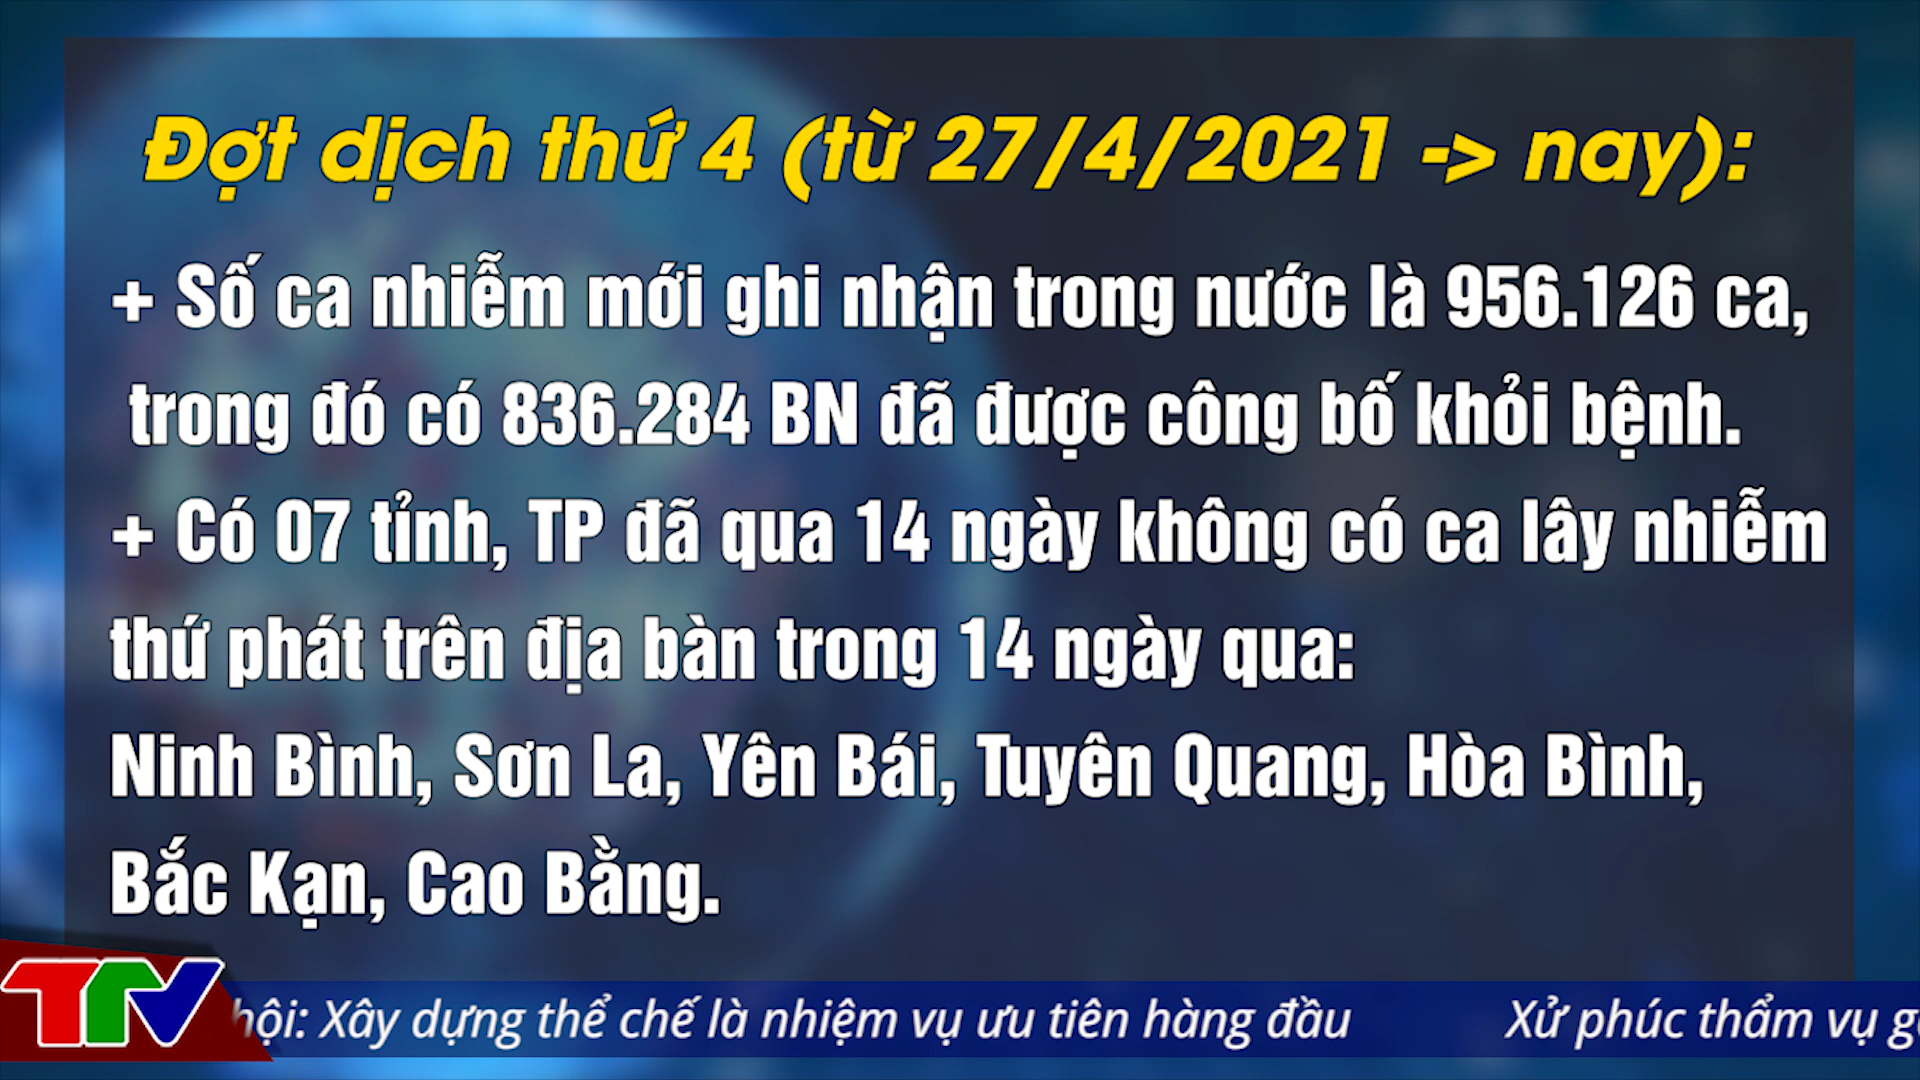 Đợt dịch thứ 4 (từ 27/4/2021 -> nay):
+ Số ca nhiễm mới ghi nhận trong nước là 956.126 ca,
trong đó có 836.284 BN đã được công bố khỏi bệnh.
+ Có 07 tỉnh, TP đã qua 14 ngày không có ca lây nhiễm
thứ phát trên địa bàn trong 14 ngày qua:
Ninh Bình, Sơn La, Yên Bái, Tuyên Quang, Hòa Bình,
Bắc Kạn, Cao Bằng.
TTV hội: Xây dựng thể chế là nhiệm vụ ưu tiên hàng đầu Xử phúc thẩm vụ